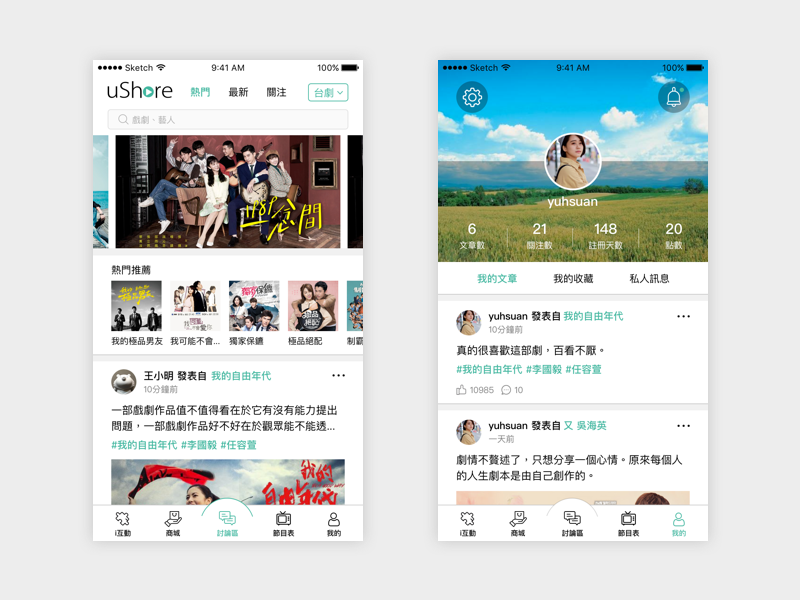 Sketch 9:41 AM 100%
uShare 熱門 最新 關注 台劇
戲劇、藝人
1989一念間
熱門推薦
我的極品男友 我可能不會... 獨家保鑣 極品絕配 制霸
王小明 發表自 我的自由年代
10分鐘前
一部戲劇作品值不值得看在於它有沒有能力提出
問題，一部戲劇作品好不好在於觀眾能不能透...
#我的自由年代 #李國毅 #任容萱
我的
自由年代
i互動 商城 討論區 節目表 我的
Sketch 9:41 AM 100%
yuhsuan
6 21 148 20
文章數 關注數 註冊天數 點數
我的文章 我的收藏 私人訊息
yuhsuan 發表自 我的自由年代
10分鐘前
真的很喜歡這部劇，百看不厭。
#我的自由年代 #李國毅 #任容萱
10985 10
yuhsuan 發表自 又 吳海英
一天前
劇情不贅述了，只想分享一個心情。原來每個人
的人生劇本是由自己創作的。
i互動 商城 討論區 節目表 我的